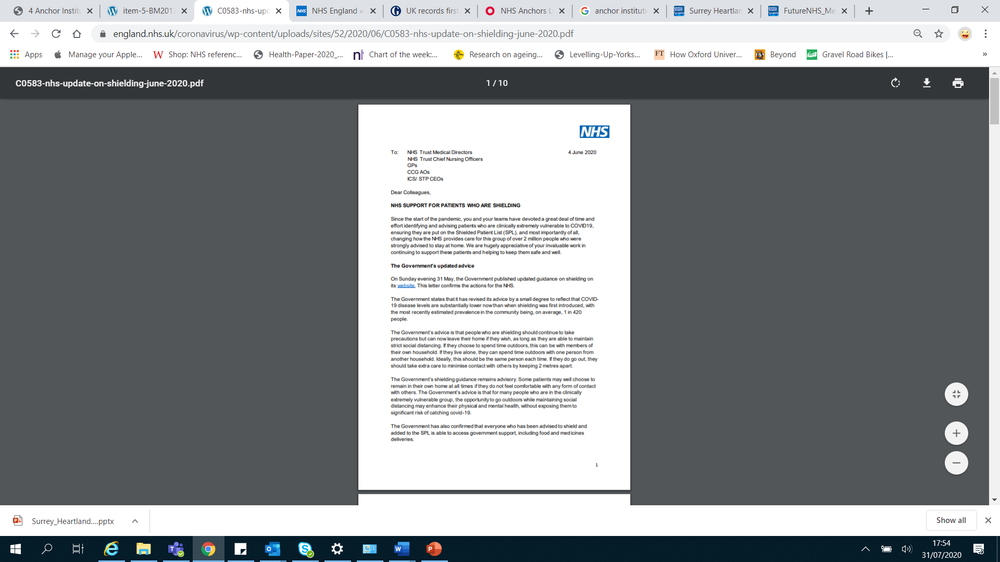 4 Anchor Institu
item-5-BM2013
C0583-nhs-upd
NHS England »
UK records first
NHS Anchors L
anchor instituti
Surrey Heartlan
FutureNHS_Me
england.nhs.uk/coronavirus/wp-content/uploads/sites/52/2020/06/C0583-nhs-update-on-shielding-june-2020.pdf
Apps
Manage your Apple...
Shop: NHS referenc...
Health-Paper-2020_...
Chart of the week:...
Research on ageing...
Levelling-Up-Yorks...
FT
How Oxford Univer...
Beyond
Gravel Road Bikes |...
»
C0583-nhs-update-on-shielding-june-2020.pdf
1 / 10
NHS
To: NHS Trust Medical Directors 4 June 2020
NHS Trust Chief Nursing Officers
GPs
CCG AOs
ICS/ STP CEOs
Dear Colleagues,
NHS SUPPORT FOR PATIENTS WHO ARE SHIELDING
Since the start of the pandemic, you and your teams have devoted a great deal of time and
effort identifying and advising patients who are clinically extremely vulnerable to COVID19,
ensuring they are put on the Shielded Patient List (SPL), and most importantly of all,
changing how the NHS provides care for this group of over 2 million people who were
strongly advised to stay at home. We are hugely appreciative of your invaluable work in
continuing to support these patients and helping to keep them safe and well.
The Government's updated advice
On Sunday evening 31 May, the Government published updated guidance on shielding on
its website. This letter confirms the actions for the NHS.
The Government states that it has revised its advice by a small degree to reflect that COVID-
19 disease levels are substantially lower now than when shielding was first introduced, with
the most recently estimated prevalence in the community being, on average, 1 in 420
people.
The Government's advice is that people who are shielding should continue to take
precautions but can now leave their home if they wish, as long as they are able to maintain
strict social distancing. If they choose to spend time outdoors, this can be with members of
their own household. If they live alone, they can spend time outdoors with one person from
another household. Ideally, this should be the same person each time. If they do go out, they
should take extra care to minimise contact with others by keeping 2 metres apart.
The Government's shielding guidance remains advisory. Some patients may well choose to
remain in their own home at all times if they do not feel comfortable with any form of contact
with others. The Government's advice is that for many people who are in the clinically
extremely vulnerable group, the opportunity to go outdoors while maintaining social
distancing may enhance their physical and mental health, without exposing them to
significant risk of catching covid-19.
The Government has also confirmed that everyone who has been advised to shield and
added to the SPL is able to access government support, including food and medicines
deliveries.
1
Surrey_Heartland....pptx
Show all
17:54
31/07/2020